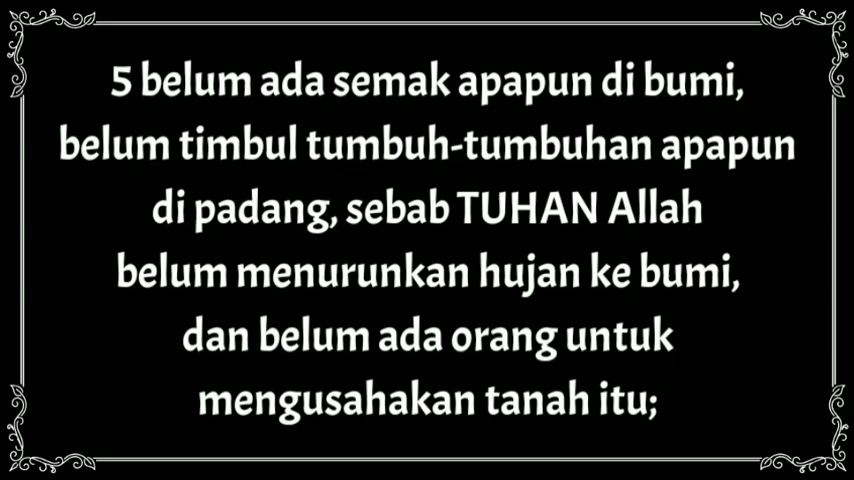 5 belum ada semak apapun di bumi,
belum timbul tumbuh-tumbuhan apapun
di padang, sebab TUHAN Allah
belum menurunkan hujan ke bumi,
dan belum ada orang untuk
mengusahakan tanah itu;